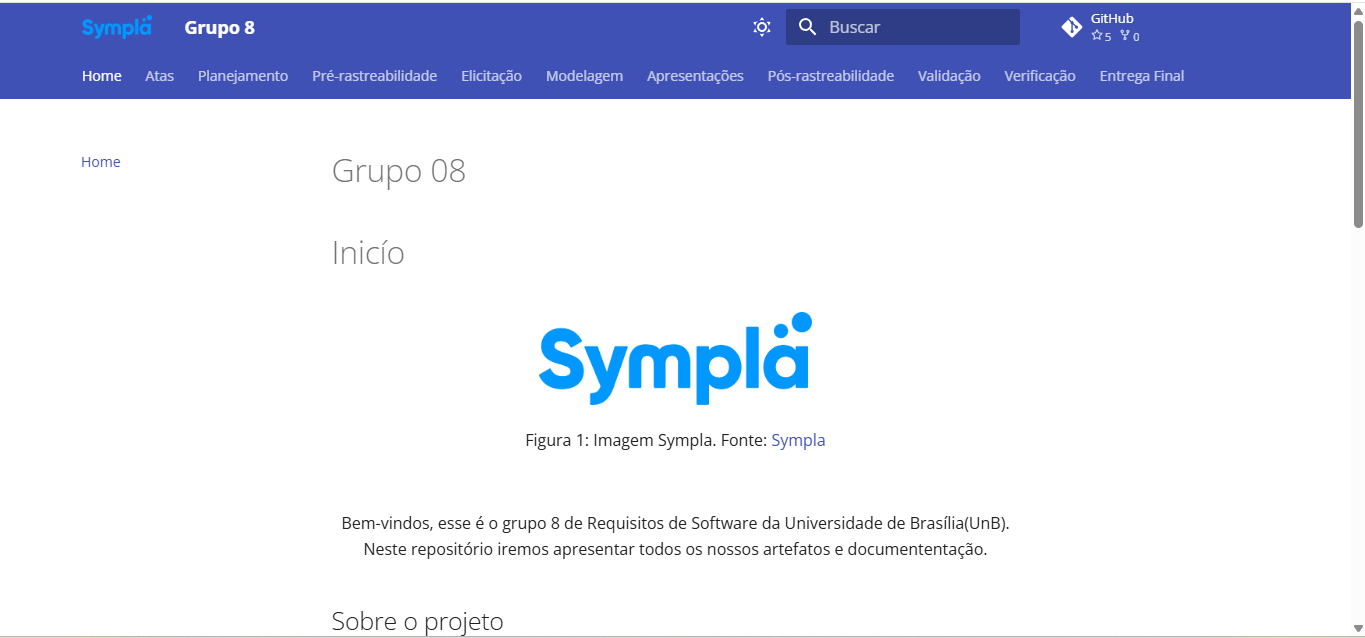 Symplä Grupo 8
Buscar
GitHub
5 0
Home Atas Planejamento Pré-rastreabilidade Elicitação Modelagem Apresentações Pós-rastreabilidade Validação Verificação Entrega Final
Home
Grupo 08
Inicío
Symplä
Figura 1: Imagem Sympla. Fonte: Sympla
Bem-vindos, esse é o grupo 8 de Requisitos de Software da Universidade de Brasília(UnB).
Neste repositório iremos apresentar todos os nossos artefatos e documententação.
Sobre o projeto